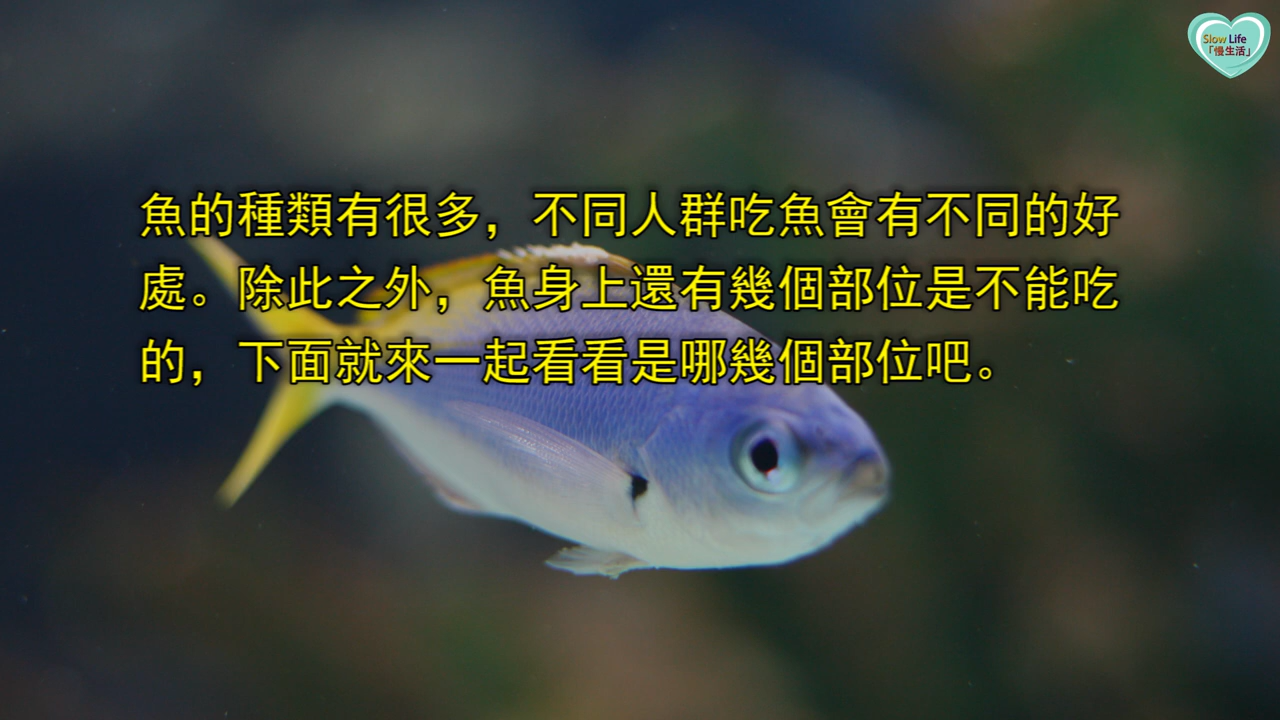 Slow Life
「慢生活」
魚的種類有很多，不同人群吃魚會有不同的好
處。除此之外，魚身上還有幾個部位是不能吃
的，下面就來一起看看是哪幾個部位吧。